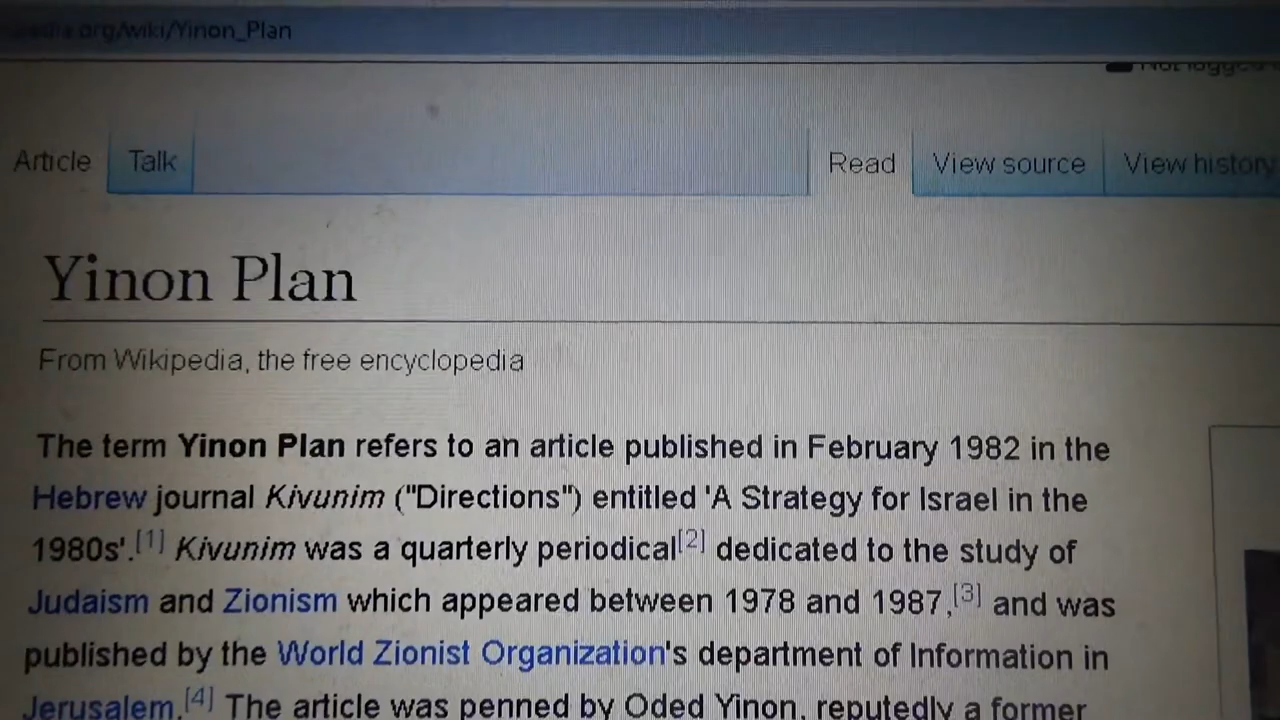 .org/wiki/Yinon_Plan
Article Talk Read View source View history
Yinon Plan
From Wikipedia, the free encyclopedia
The term Yinon Plan refers to an article published in February 1982 in the
Hebrew journal Kivunim ("Directions") entitled 'A Strategy for Israel in the
1980s'.[1] Kivunim was a quarterly periodical[2] dedicated to the study of
Judaism and Zionism which appeared between 1978 and 1987,[3] and was
published by the World Zionist Organization's department of Information in
Jerusalem.[4] The article was penned by Oded Yinon, reputedly a former